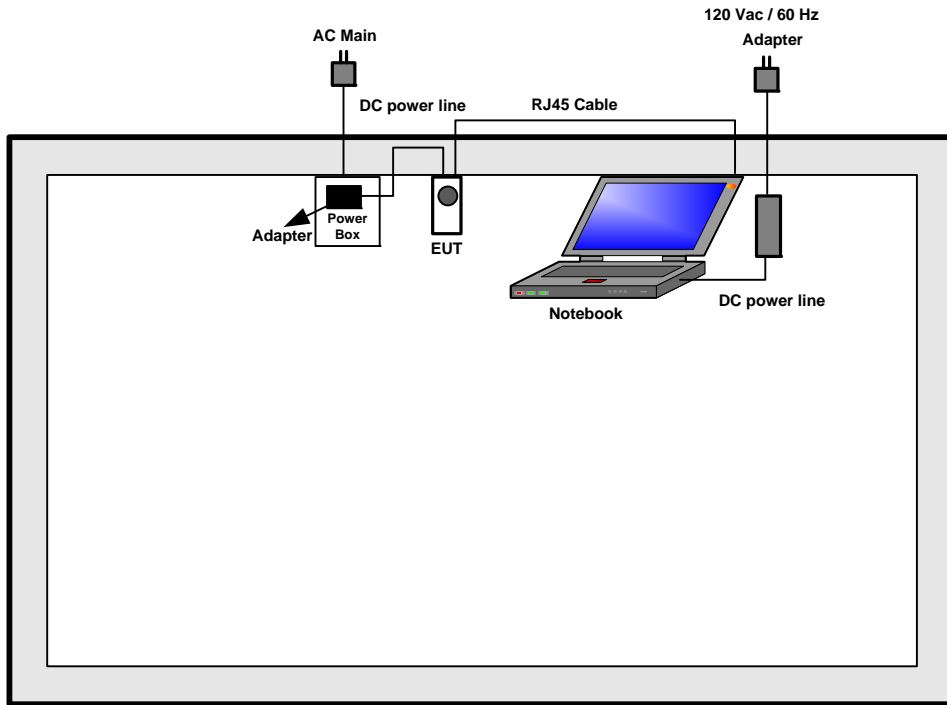 120 Vac / 60 Hz
Adapter
AC Main
DC power line
RJ45 Cable
Power
Box
Adapter
EUT
Notebook
DC power line